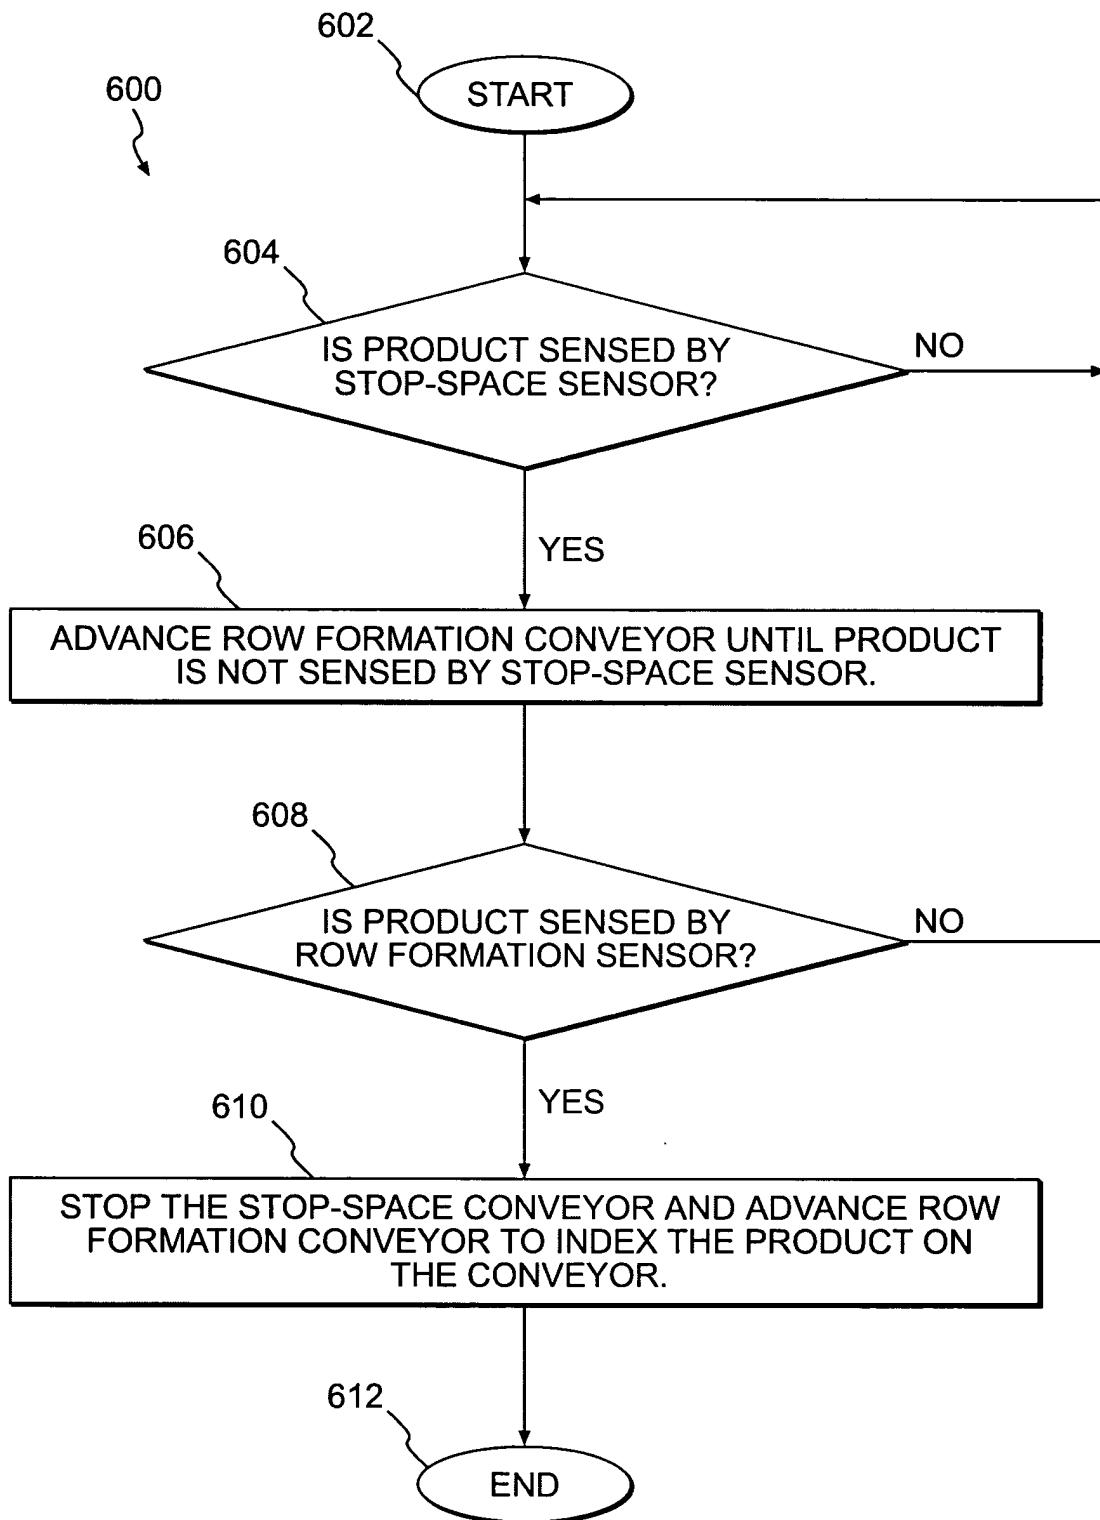 602
START
600
604
IS PRODUCT SENSED BY
STOP-SPACE SENSOR?
NO
YES
606
ADVANCE ROW FORMATION CONVEYOR UNTIL PRODUCT
IS NOT SENSED BY STOP-SPACE SENSOR.
608
IS PRODUCT SENSED BY
ROW FORMATION SENSOR?
NO
YES
610
STOP THE STOP-SPACE CONVEYOR AND ADVANCE ROW
FORMATION CONVEYOR TO INDEX THE PRODUCT ON
THE CONVEYOR.
612
END